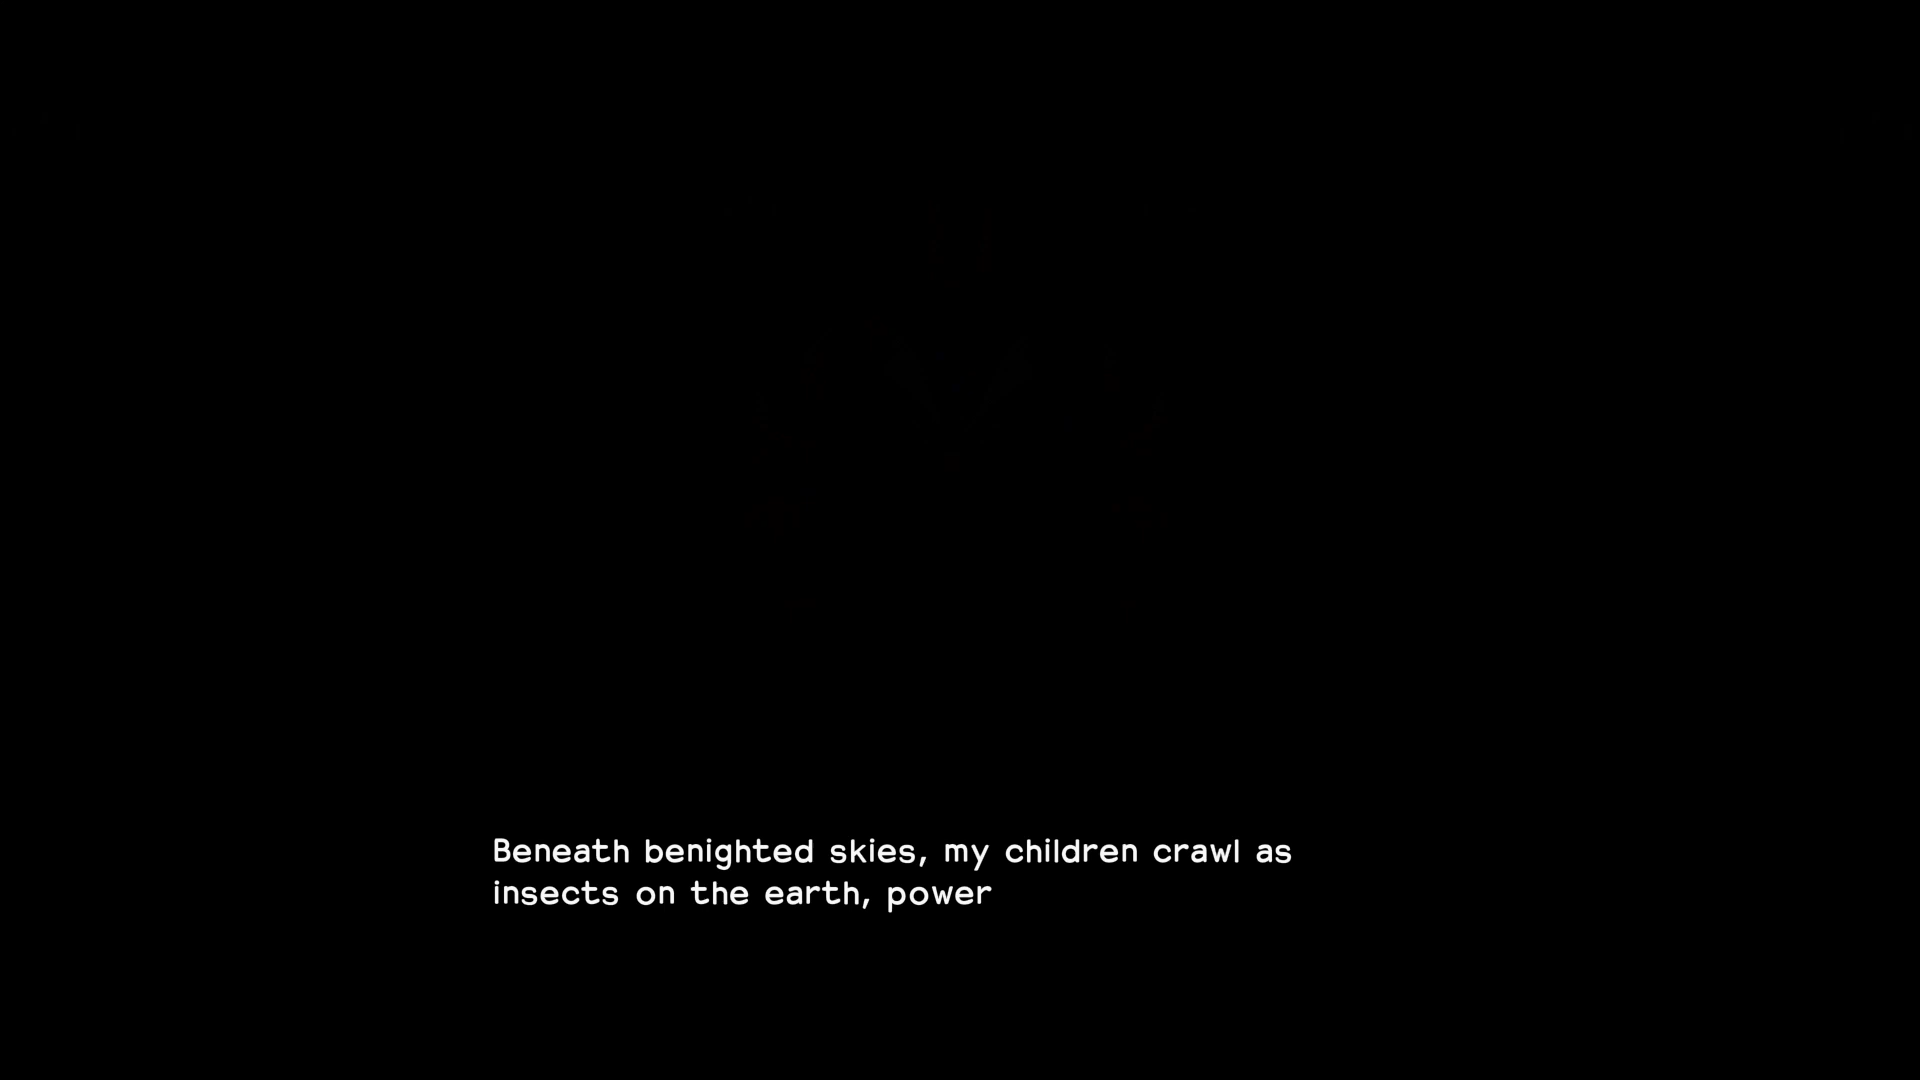 Beneath benighted skies, my children crawl as
insects on the earth, power